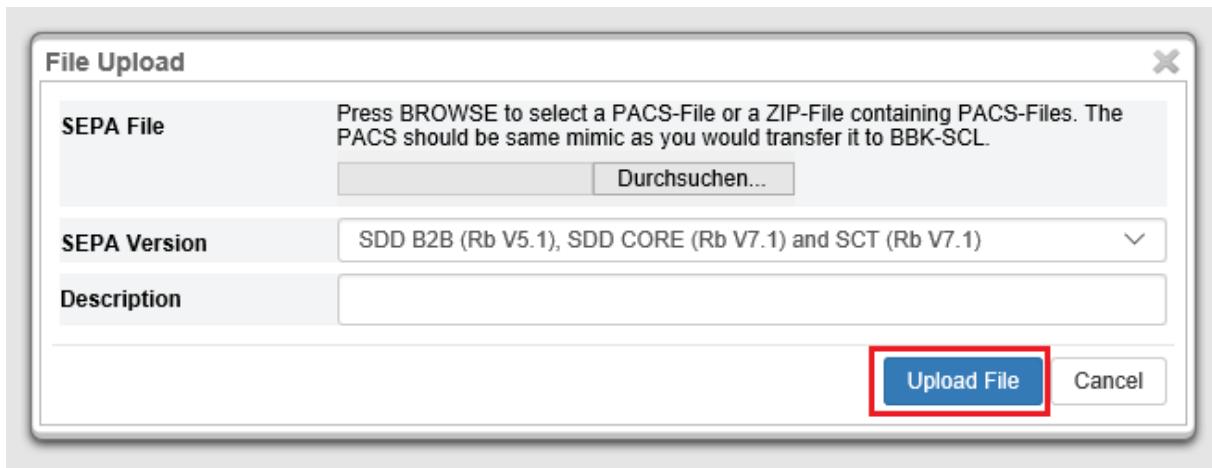 File Upload
SEPA File
Press BROWSE to select a PACS-File or a ZIP-File containing PACS-Files. The
PACS should be same mimic as you would transfer it to BBK-SCL.
Durchsuchen...
SEPA Version
SDD B2B (Rb V5.1), SDD CORE (Rb V7.1) and SCT (Rb V7.1)
Description
Upload File
Cancel